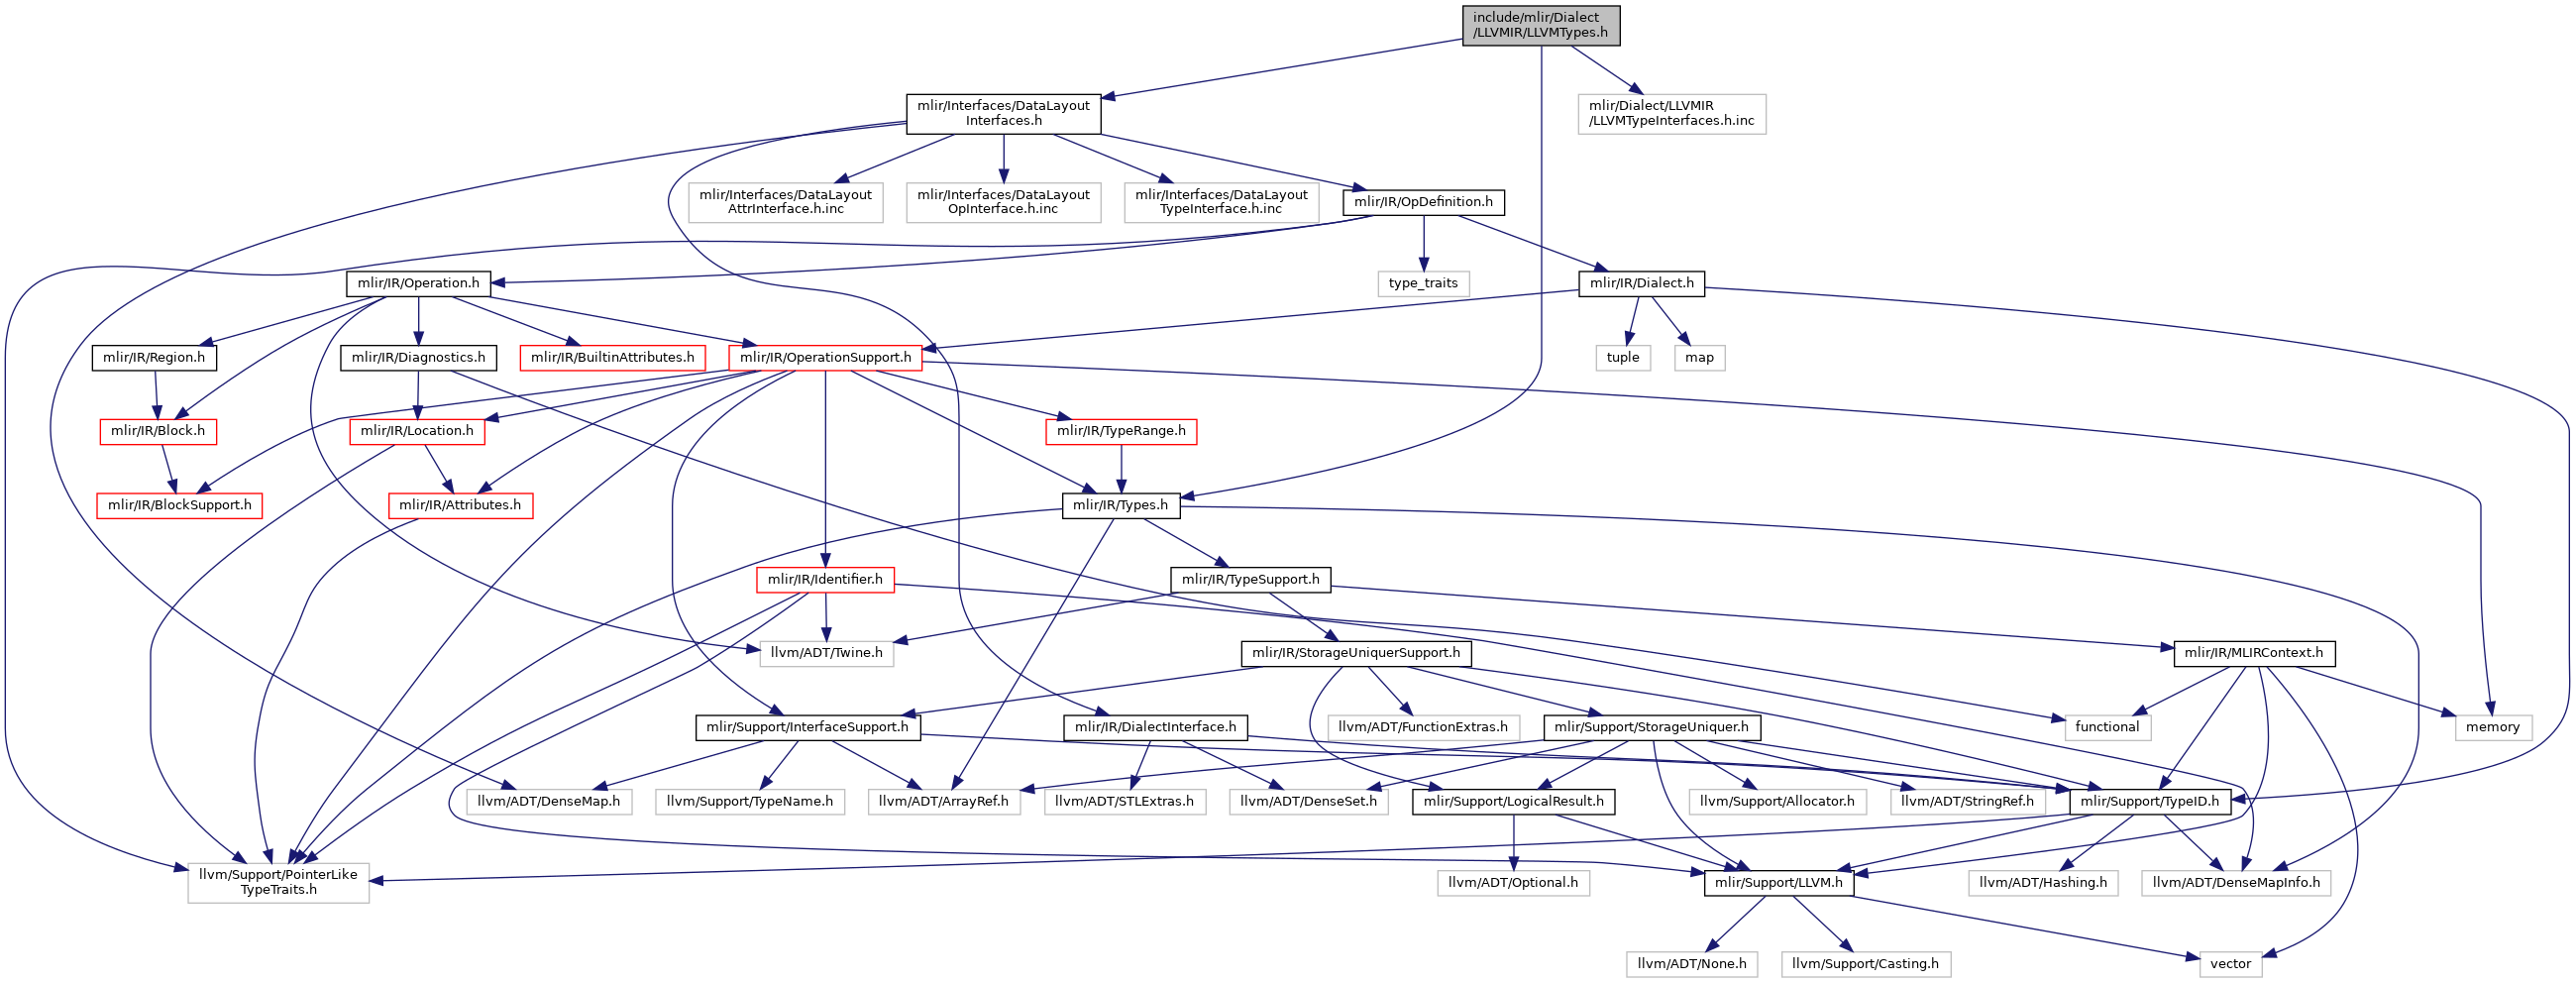 include/mlir/Dialect
/LLVMIR/LLVMTypes.h
mlir/Interfaces/DataLayout
Interfaces.h
mlir/Dialect/LLVMIR
/LLVMTypeInterfaces.h.inc
mlir/Interfaces/DataLayout
AttrInterface.h.inc
mlir/Interfaces/DataLayout
OpInterface.h.inc
mlir/Interfaces/DataLayout
TypeInterface.h.inc
mlir/IR/OpDefinition.h
mlir/IR/Operation.h
type_traits
mlir/IR/Dialect.h
mlir/IR/Region.h
mlir/IR/Diagnostics.h
mlir/IR/BuiltinAttributes.h
mlir/IR/OperationSupport.h
tuple
map
mlir/IR/Block.h
mlir/IR/Location.h
mlir/IR/TypeRange.h
mlir/IR/BlockSupport.h
mlir/IR/Attributes.h
mlir/IR/Types.h
mlir/IR/Identifier.h
mlir/IR/TypeSupport.h
llvm/ADT/Twine.h
mlir/IR/StorageUniquerSupport.h
mlir/IR/MLIRContext.h
mlir/Support/InterfaceSupport.h
mlir/IR/DialectInterface.h
llvm/ADT/FunctionExtras.h
mlir/Support/StorageUniquer.h
functional
memory
llvm/ADT/DenseMap.h
llvm/Support/TypeName.h
llvm/ADT/ArrayRef.h
llvm/ADT/STLExtras.h
llvm/ADT/DenseSet.h
mlir/Support/LogicalResult.h
llvm/Support/Allocator.h
llvm/ADT/StringRef.h
mlir/Support/TypeID.h
llvm/Support/PointerLike
TypeTraits.h
llvm/ADT/Optional.h
mlir/Support/LLVM.h
llvm/ADT/Hashing.h
llvm/ADT/DenseMapInfo.h
llvm/ADT/None.h
llvm/Support/Casting.h
vector